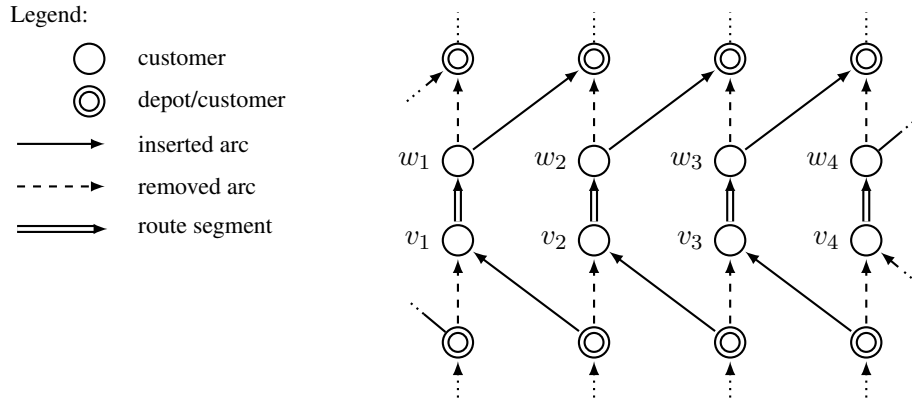 Legend:
customer
depot/customer
inserted arc
removed arc
route segment
w₁ w₂ w₃ w₄
v₁ v₂ v₃ v₄